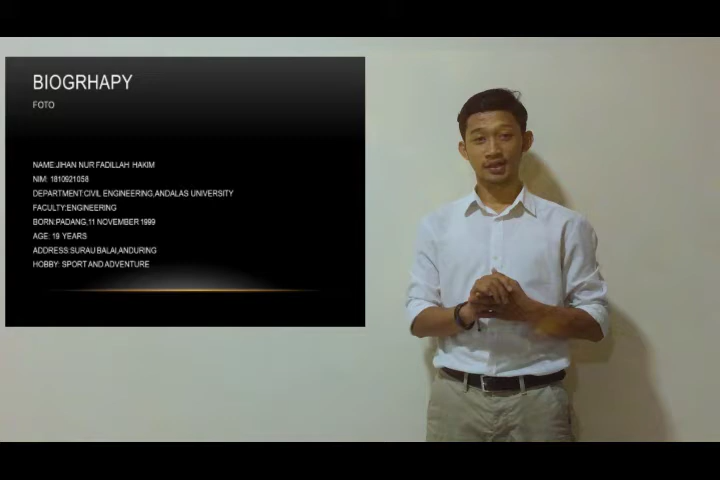 BIOGRHAPY
FOTO
NAME:JIHAN NUR FADILLAH HAKIM
NIM: 1810921058
DEPARTMENT:CIVIL ENGINEERING,ANDALAS UNIVERSITY
FACULTY:ENGINEERING
BORN:PADANG,11 NOVEMBER 1999
AGE: 19 YEARS
ADDRESS:SURAU BALAI,ANDURING
HOBBY: SPORT AND ADVENTURE